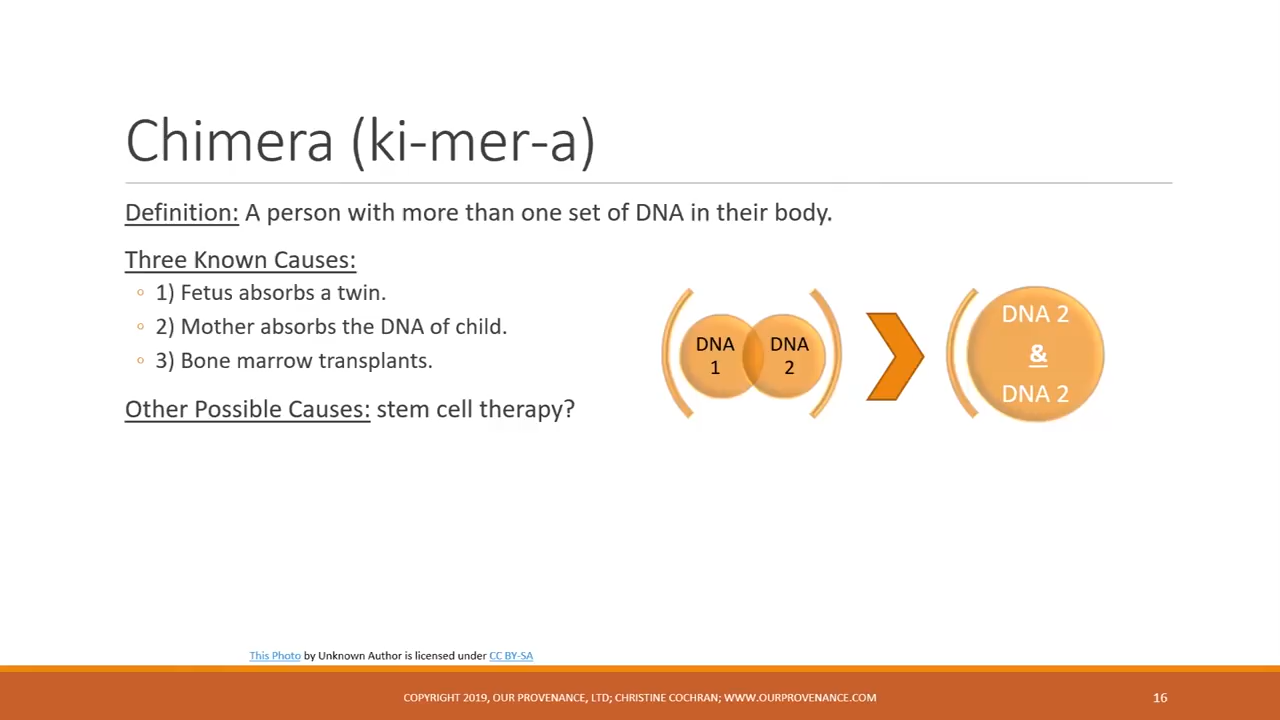 Chimera (ki-mer-a)
Definition: A person with more than one set of DNA in their body.
Three Known Causes:
1) Fetus absorbs a twin.
2) Mother absorbs the DNA of child.
3) Bone marrow transplants.
Other Possible Causes: stem cell therapy?
DNA
1
DNA
2
DNA 2
&
DNA 2
This Photo by Unknown Author is licensed under CC BY-SA
COPYRIGHT 2019, OUR PROVENANCE, LTD; CHRISTINE COCHRAN; WWW.OURPROVENANCE.COM
16